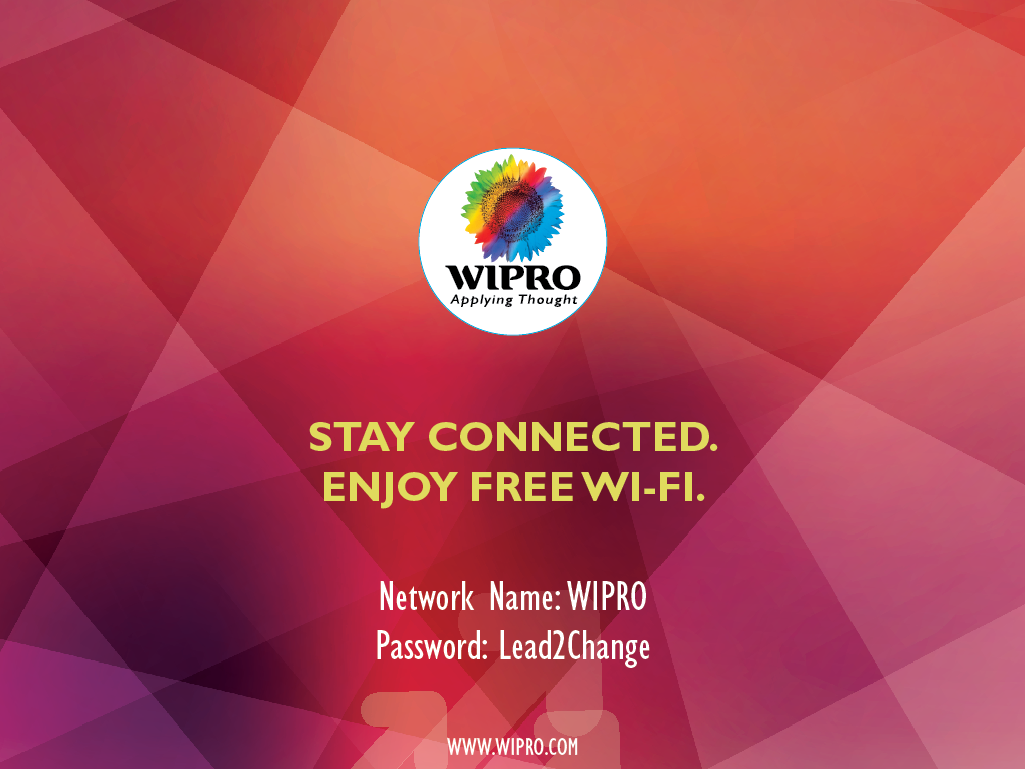 WIPRO
Applying Thought
STAY CONNECTED.
ENJOY FREE WI-FI.
Network Name: WIPRO
Password: Lead2Change
WWW.WIPRO.COM